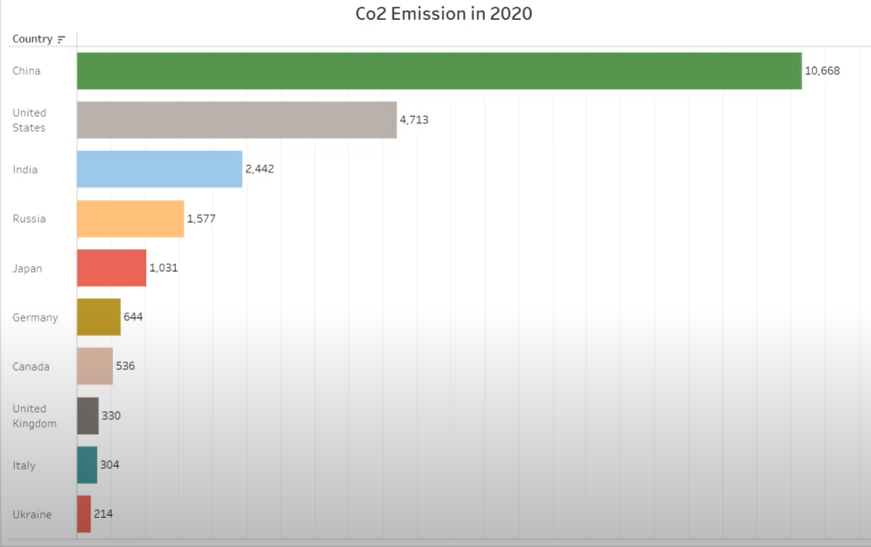 Co2 Emission in 2020
Country
China
10,668
United
States
4,713
India
2,442
Russia
1,577
Japan
1,031
Germany
644
Canada
536
United
Kingdom
330
Italy
304
Ukraine
214